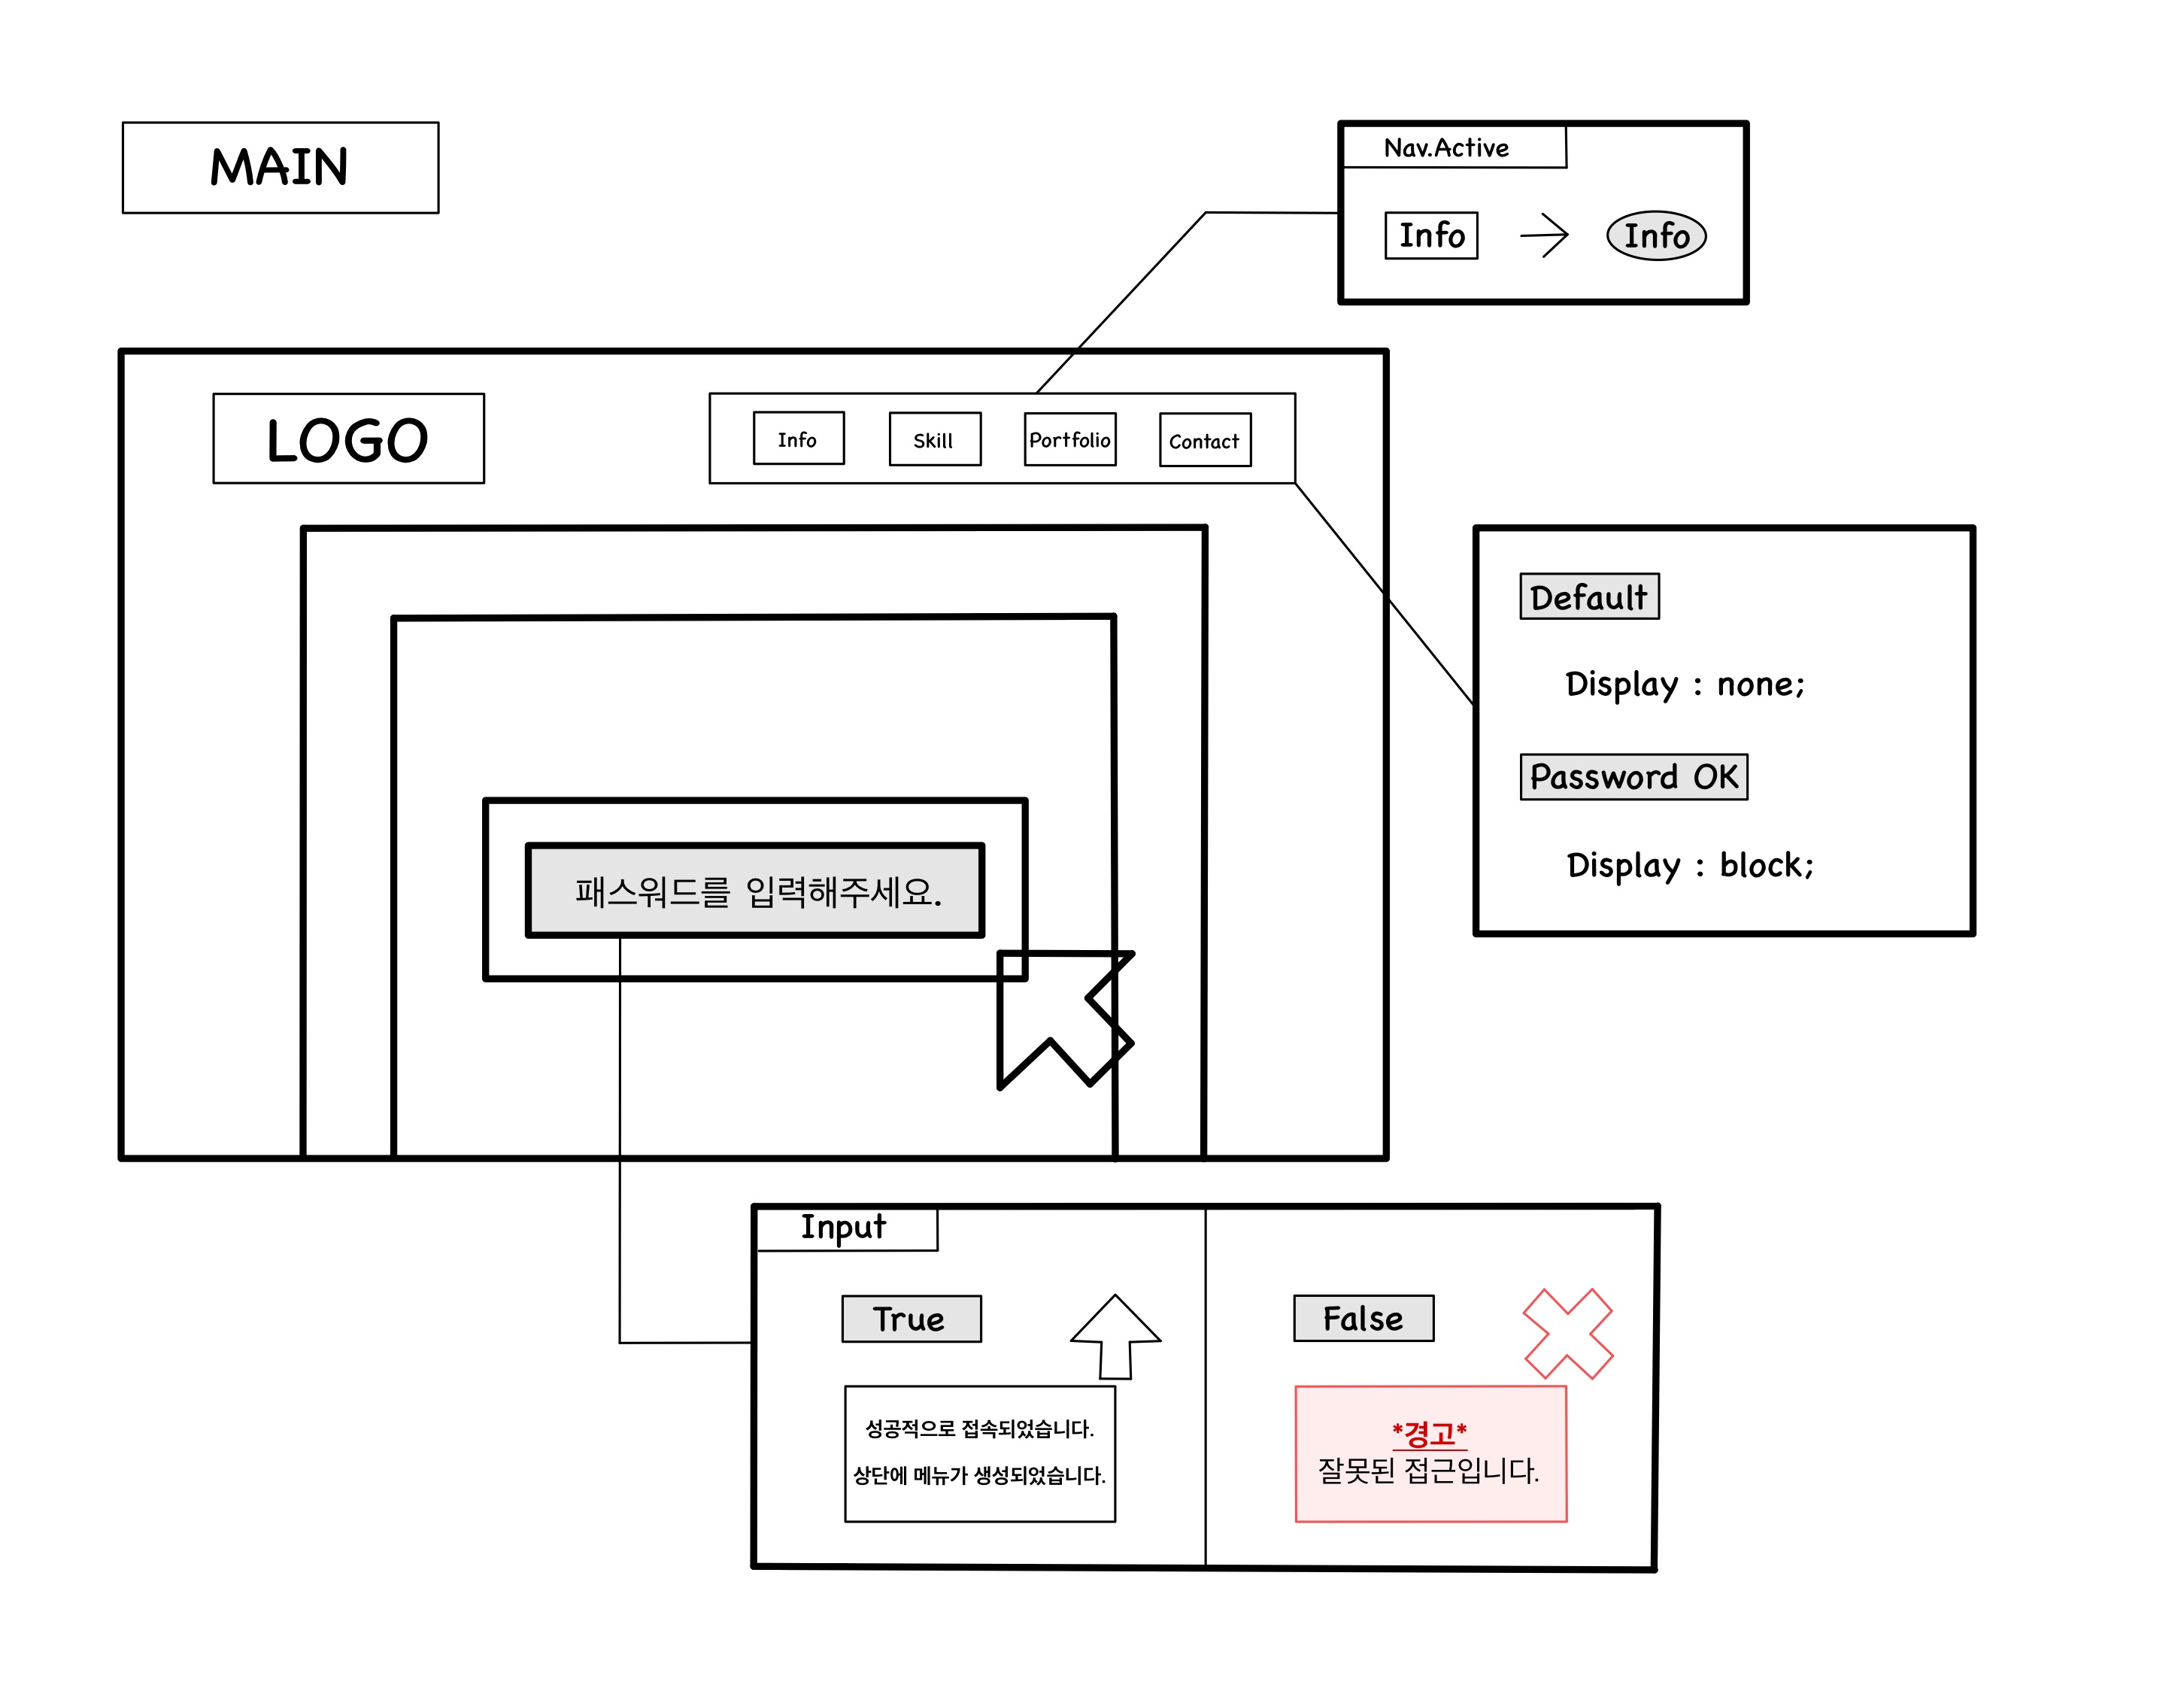 MAIN
Nav.Active
Info
Info
LOGO
Info
Skill
Portfolio
Contact
Default
Display : none;
Password OK
Display : block;
패스워드를 입력해주세요.
Input
True
성공적으로 접속되었습니다.
상단에 메뉴가 생성되었습니다.
False
*경고*
잘못된 접근입니다.